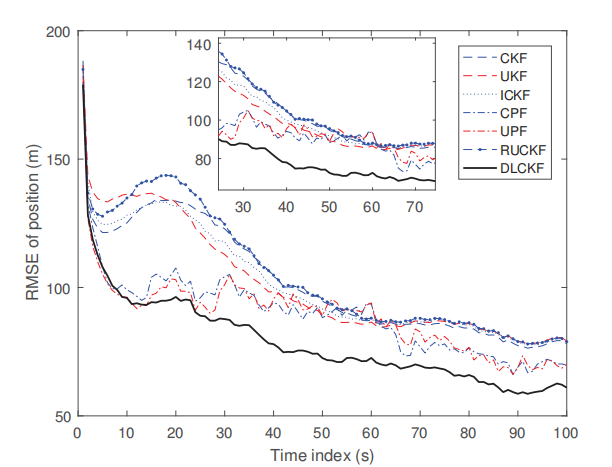 200
150
100
50
RMSE of position (m)
0 10 20 30 40 50 60 70 80 90 100
Time index (s)
140
120
100
80
30 40 50 60 70
CKF
UKF
ICKF
CPF
UPF
RUCKF
DLCKF